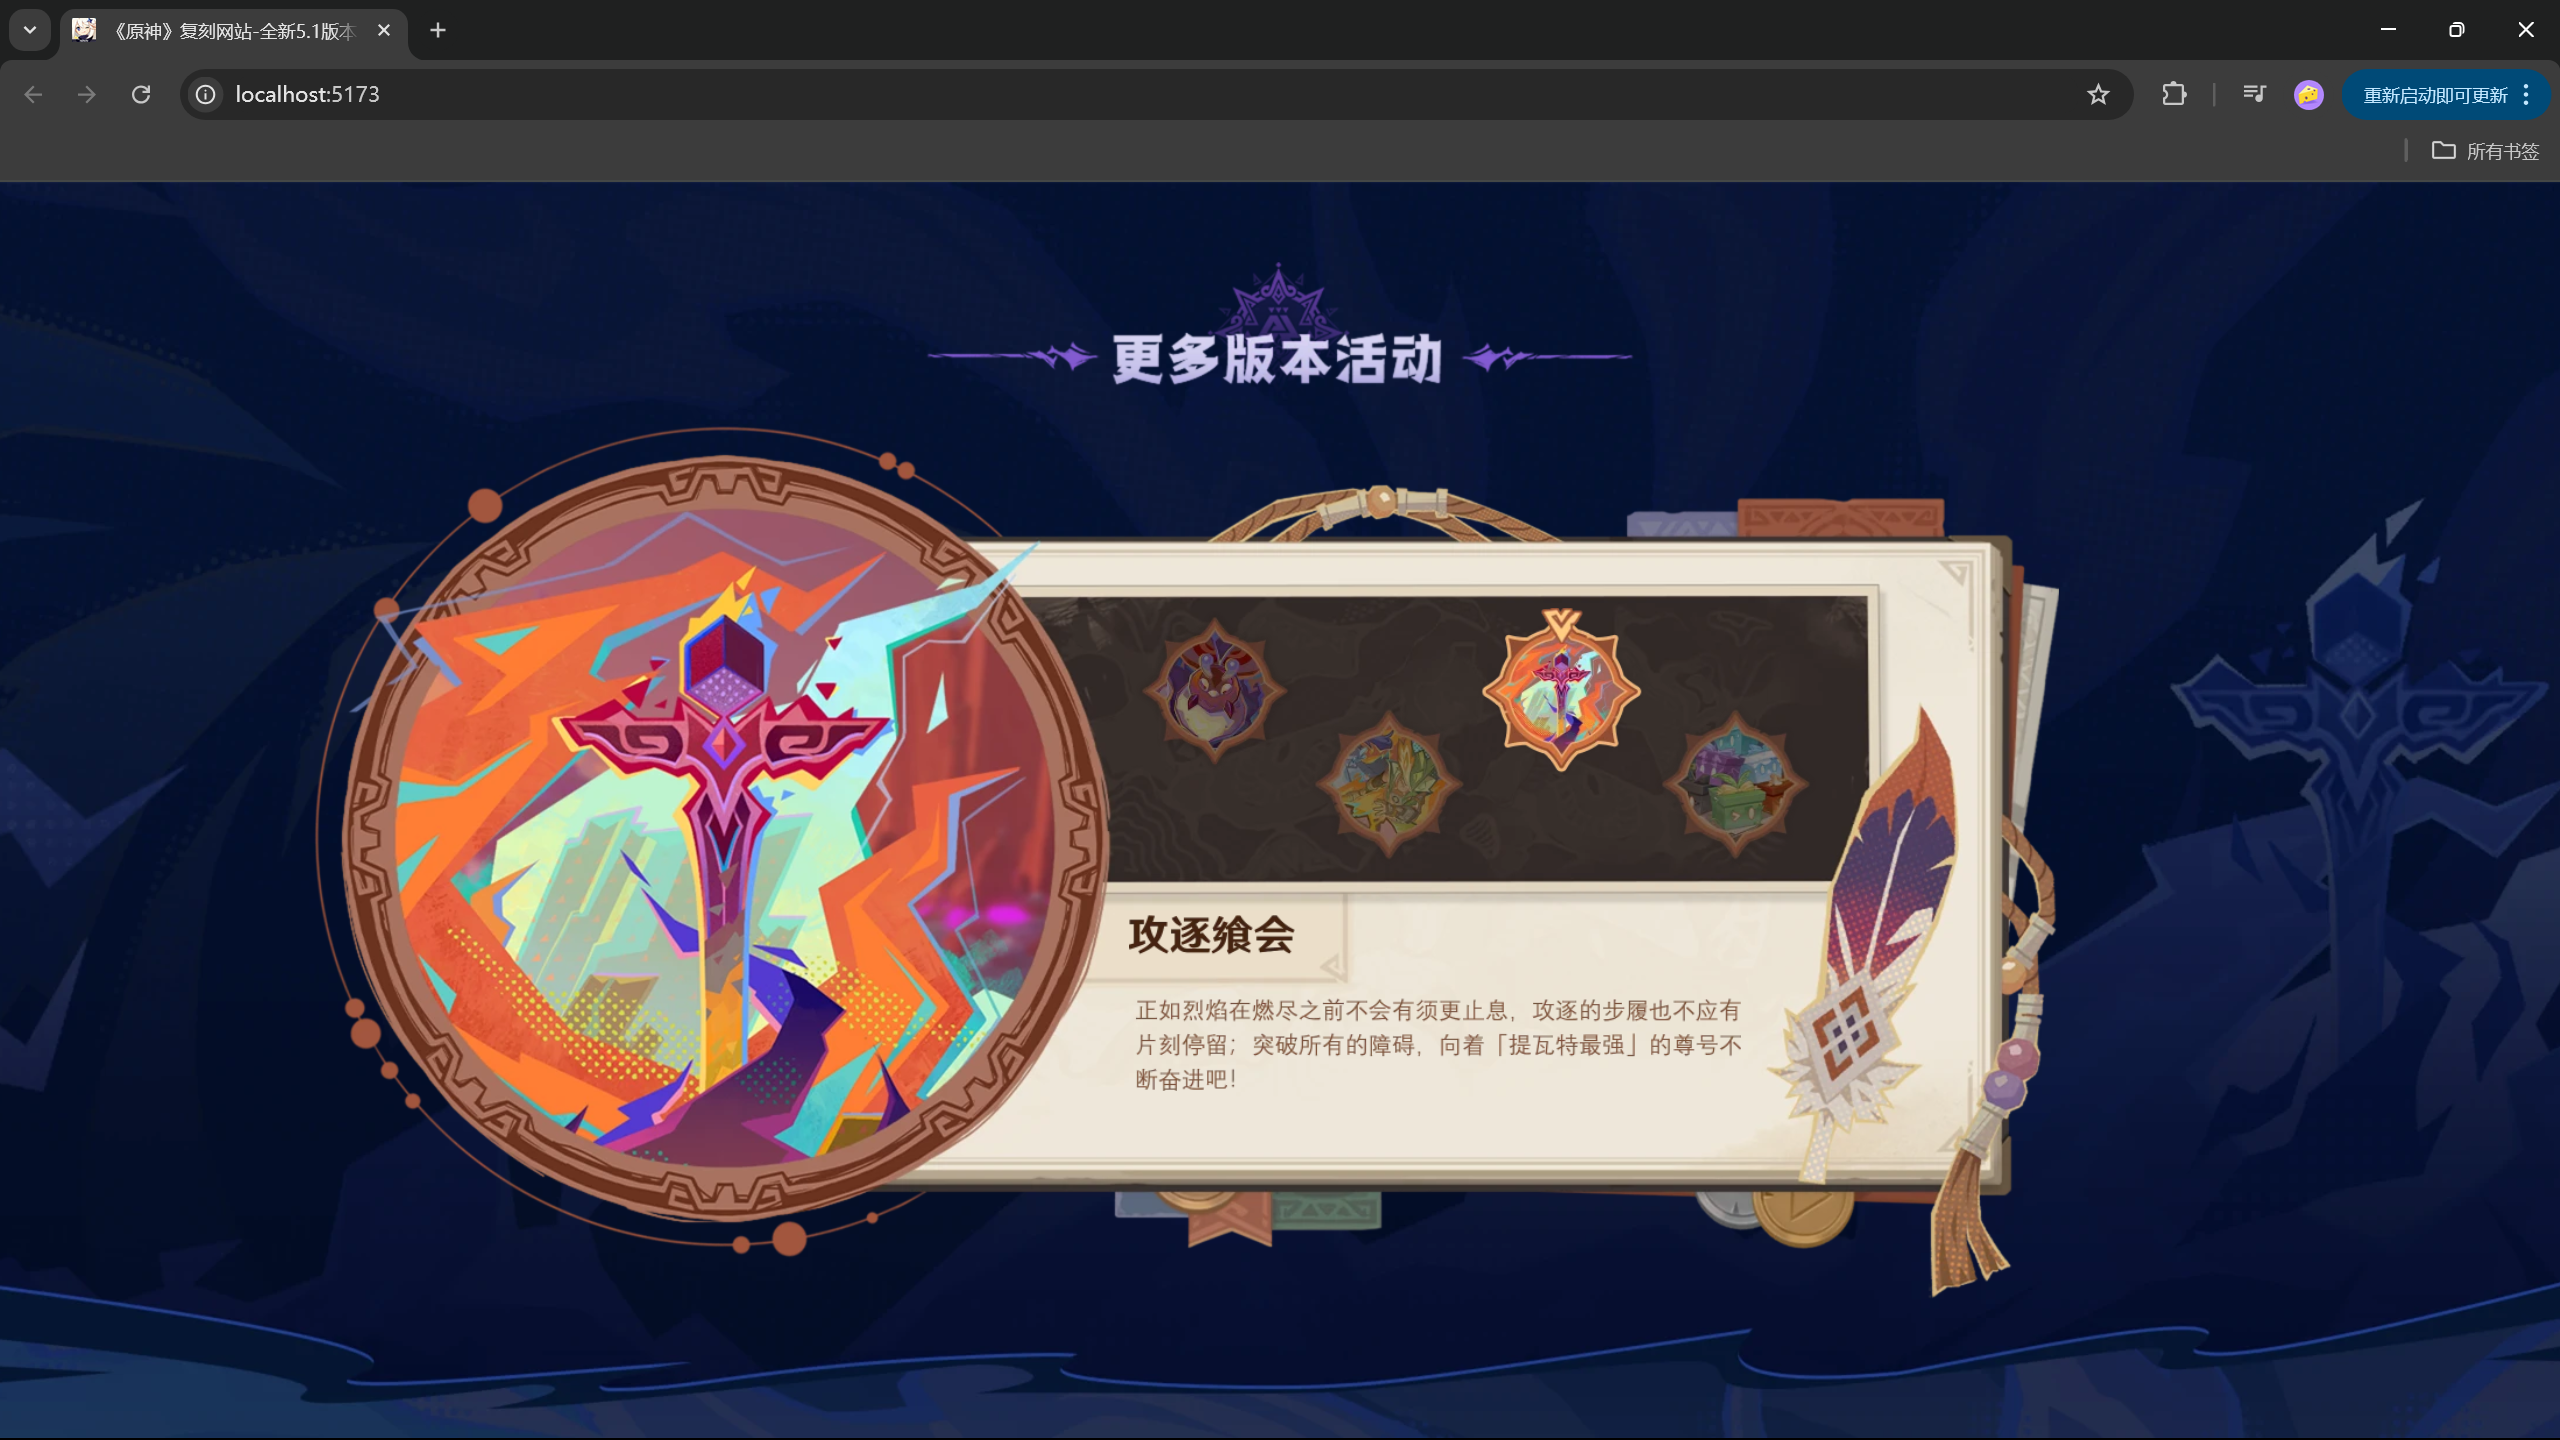 《原神》复刻网站-全新5.1版本
localhost:5173
重新启动即可更新
所有书签
更多版本活动
攻逐飨会
正如烈焰在燃尽之前不会有须臾止息，攻逐的步履也不应有
片刻停留；突破所有的障碍，向着「提瓦特最强」的尊号不
断奋进吧！